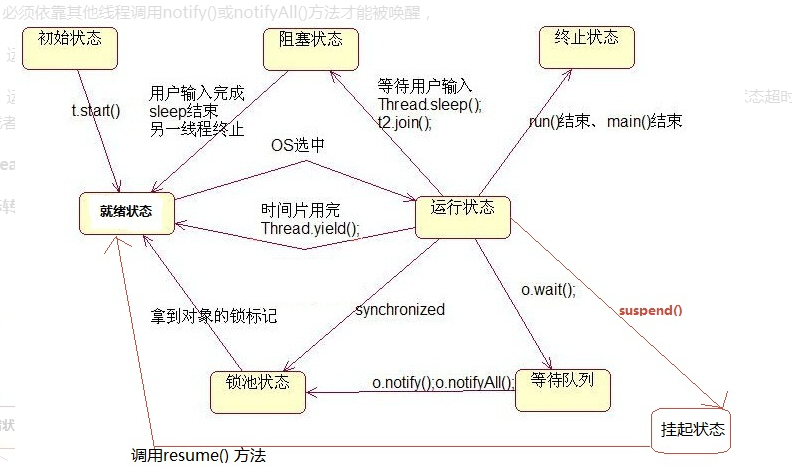 必须依靠其他线程调用notify()或notifyAll()方法才能被唤醒，
初始状态
阻塞状态
终止状态
等待用户输入
Thread.sleep();
t2.join();
用户输入完成
sleep结束
另一线程终止
t.start()
run()结束、main()结束
OS选中
就绪状态
运行状态
时间片用完
Thread.yield();
o.wait();
拿到对象的锁标记
synchronized
suspend()
锁池状态
o.notify();o.notifyAll();
等待队列
挂起状态
调用resume() 方法
态超时